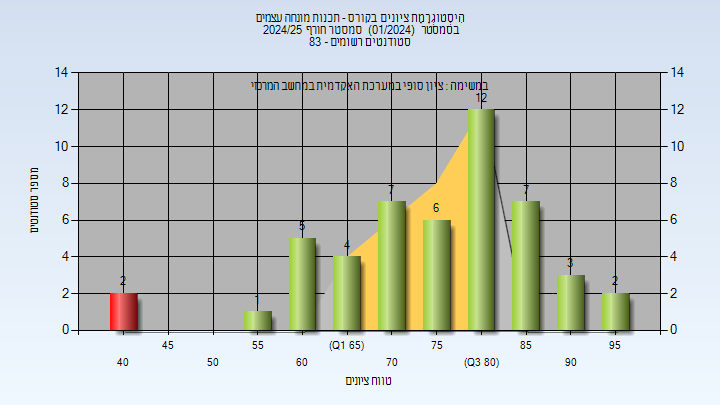 היסטוגרמת ציונים בקורס - תכנות מונחה עצמים
בסמסטר (01/2024) סמסטר חורף 2024/25
סטודנטים רשומים - 83
במשימה : ציון סופי במערכת האקדמית במחשב המרכזי
14 14
12 12
10 10
8 8
6 6
4 4
2 2
0 0
2 1 5 4 7 6 12 7 3 2
מספר סטודנטים
40 45 50 55 60 (Q1 65) 70 75 (Q3 80) 85 90 95
טווח ציונים